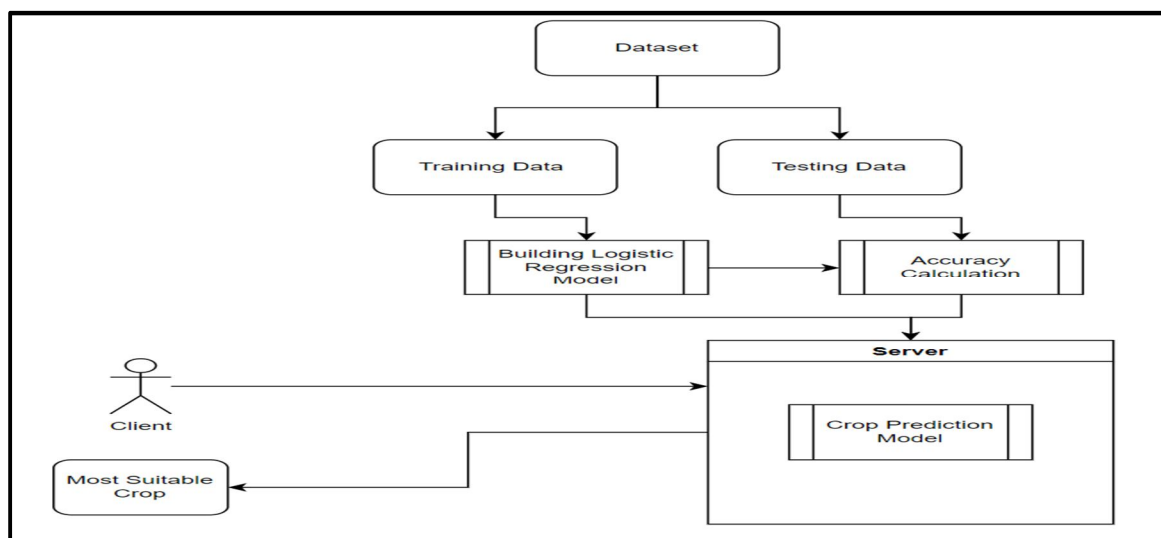 Dataset
Training Data
Testing Data
Building Logistic
Regression
Model
Accuracy
Calculation
Server
Client
Crop Prediction
Model
Most Suitable
Crop